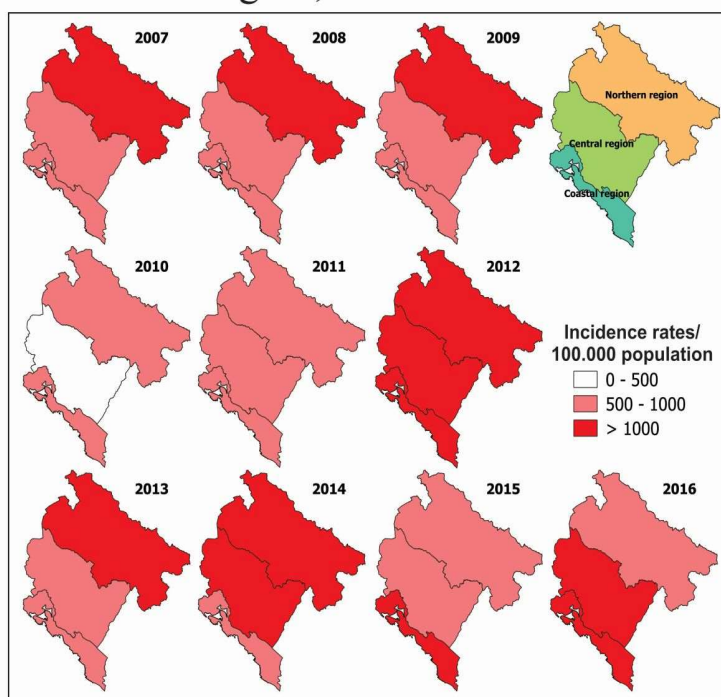 2007
2008
2009
Northern region
Central region
Coastal region
2010
2011
2012
Incidence rates/
100.000 population
0 - 500
500 - 1000
> 1000
2013
2014
2015
2016